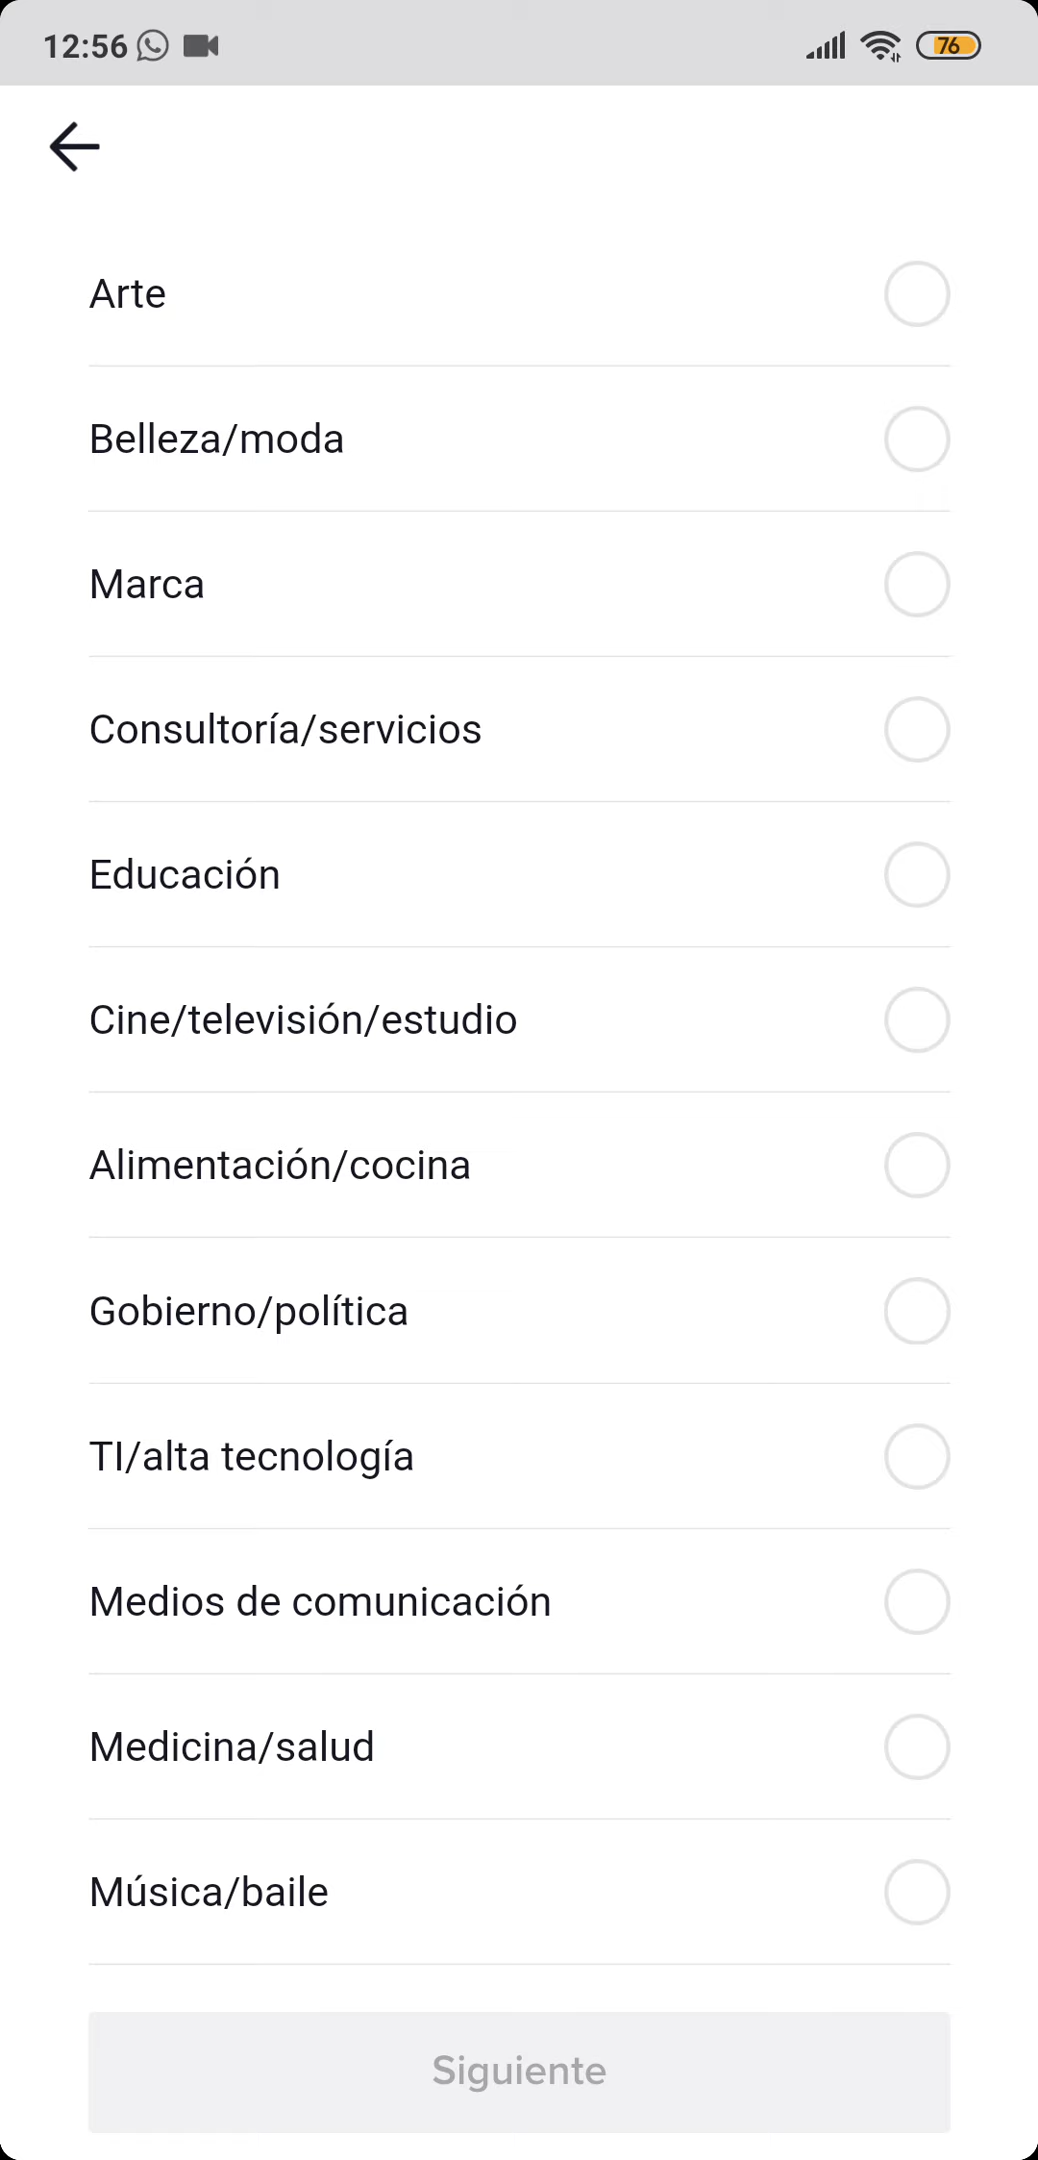 12:56
76
Arte
Belleza/moda
Marca
Consultoría/servicios
Educación
Cine/televisión/estudio
Alimentación/cocina
Gobierno/política
TI/alta tecnología
Medios de comunicación
Medicina/salud
Música/baile
Siguiente